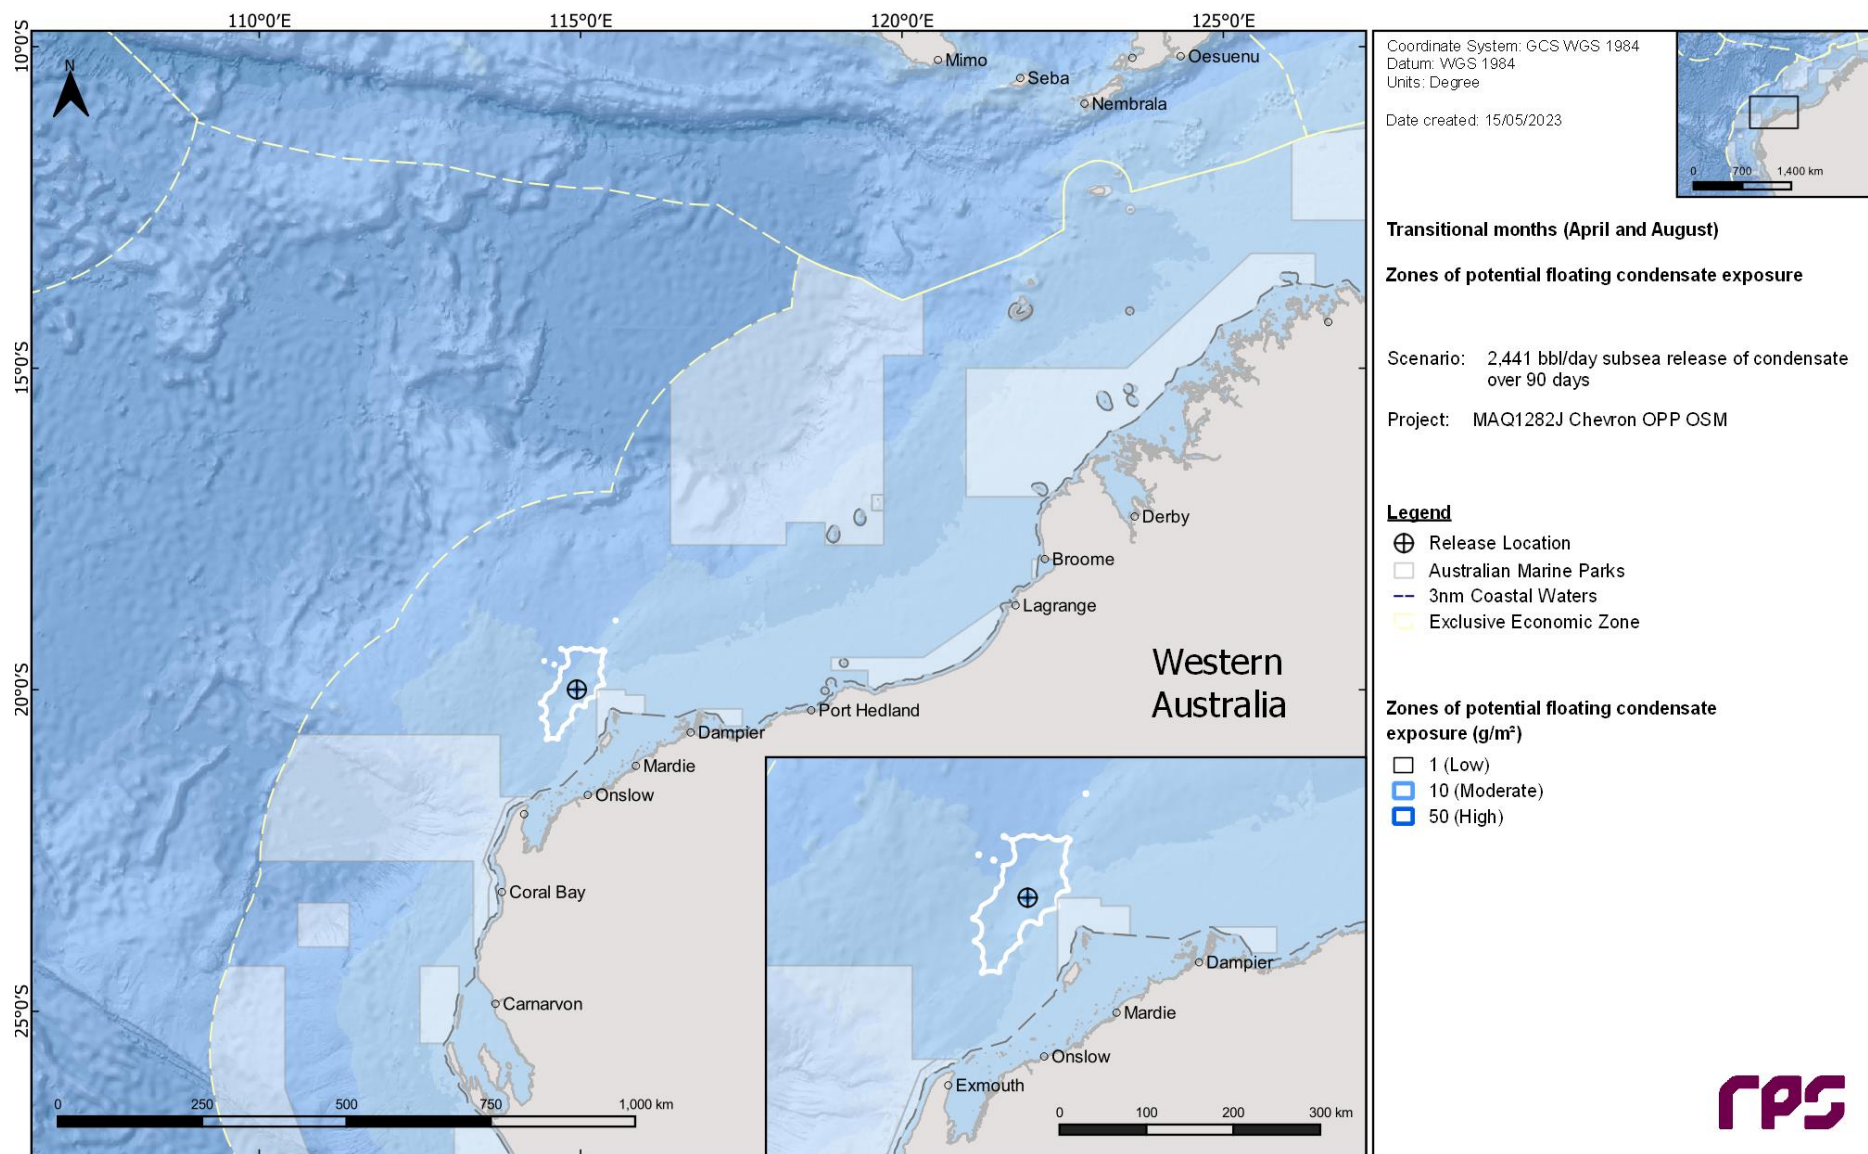 110°0'E
115°0'E
120°0'E
125°0'E
10°0'S
15°0'S
20°0'S
25°0'S
N
Mimo
Seba
Oesuenu
Nembrala
Derby
Broome
Lagrange
Western
Australia
Port Hedland
Dampier
Mardie
Onslow
Coral Bay
Carnarvon
0 250 500 750 1,000 km
Dampier
Mardie
Onslow
Exmouth
0 100 200 300 km
Coordinate System: GCS WGS 1984
Datum: WGS 1984
Units: Degree
Date created: 15/05/2023
0 700 1,400 km
Transitional months (April and August)
Zones of potential floating condensate exposure
Scenario: 2,441 bbl/day subsea release of condensate
over 90 days
Project: MAQ1282J Chevron OPP OSM
Legend
Release Location
Australian Marine Parks
3nm Coastal Waters
Exclusive Economic Zone
Zones of potential floating condensate
exposure (g/m²)
1 (Low)
10 (Moderate)
50 (High)
rps